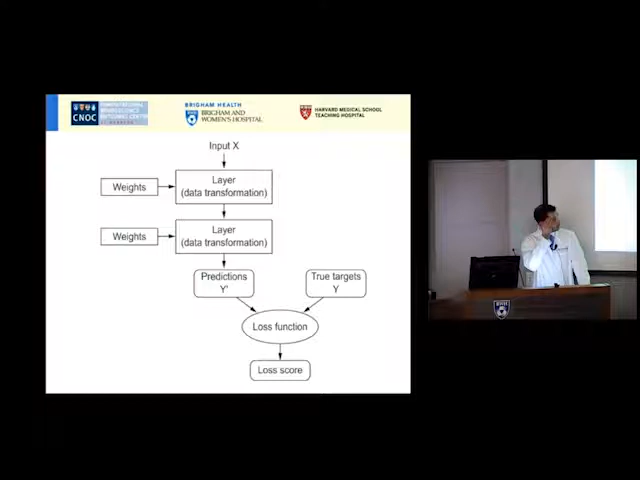 CNOC
BRIGHAM HEALTH
BRIGHAM AND
WOMEN'S HOSPITAL
HARVARD MEDICAL SCHOOL
TEACHING HOSPITAL
Input X
Weights
Layer
(data transformation)
Weights
Layer
(data transformation)
Predictions
Y'
True targets
Y
Loss function
Loss score